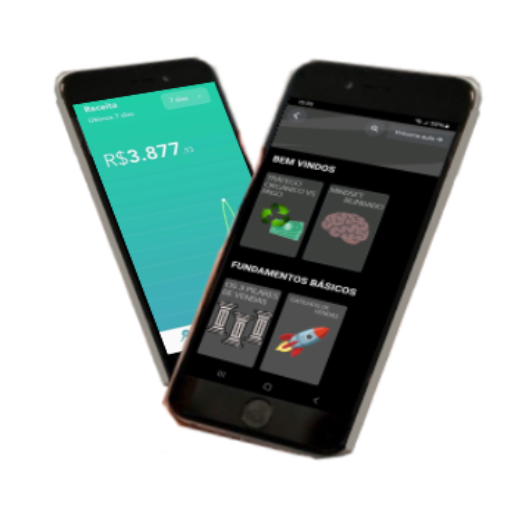 Receita
Últimos 7 dias
7 dias
R$3.877
Próxima aula
BEM VINDOS
TRÁFEGO
ORGÂNICO VS
PAGO
MINDSET
BLINDADO
FUNDAMENTOS BÁSICOS
OS 3 PILARES
DE VENDAS
GATILHOS DE
VENDAS